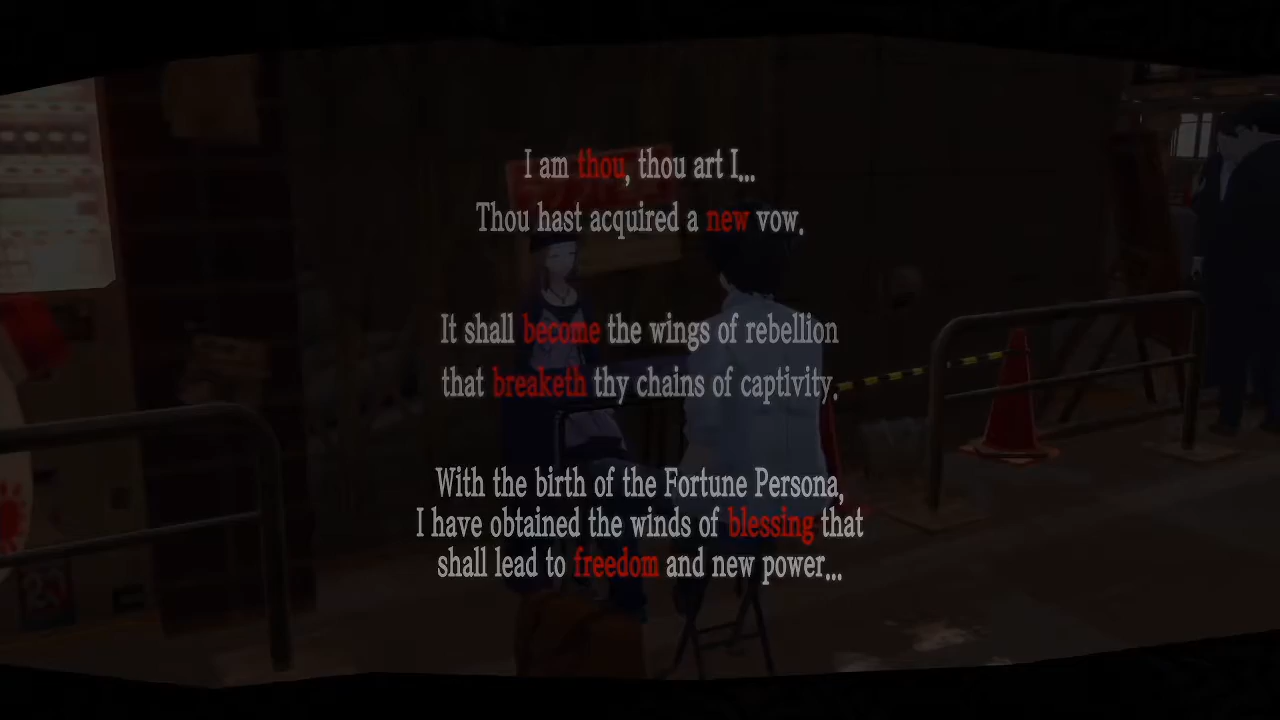 I am thou, thou art I...
Thou hast acquired a new vow.
It shall become the wings of rebellion
that breaketh thy chains of captivity.
With the birth of the Fortune Persona,
I have obtained the winds of blessing that
shall lead to freedom and new power...